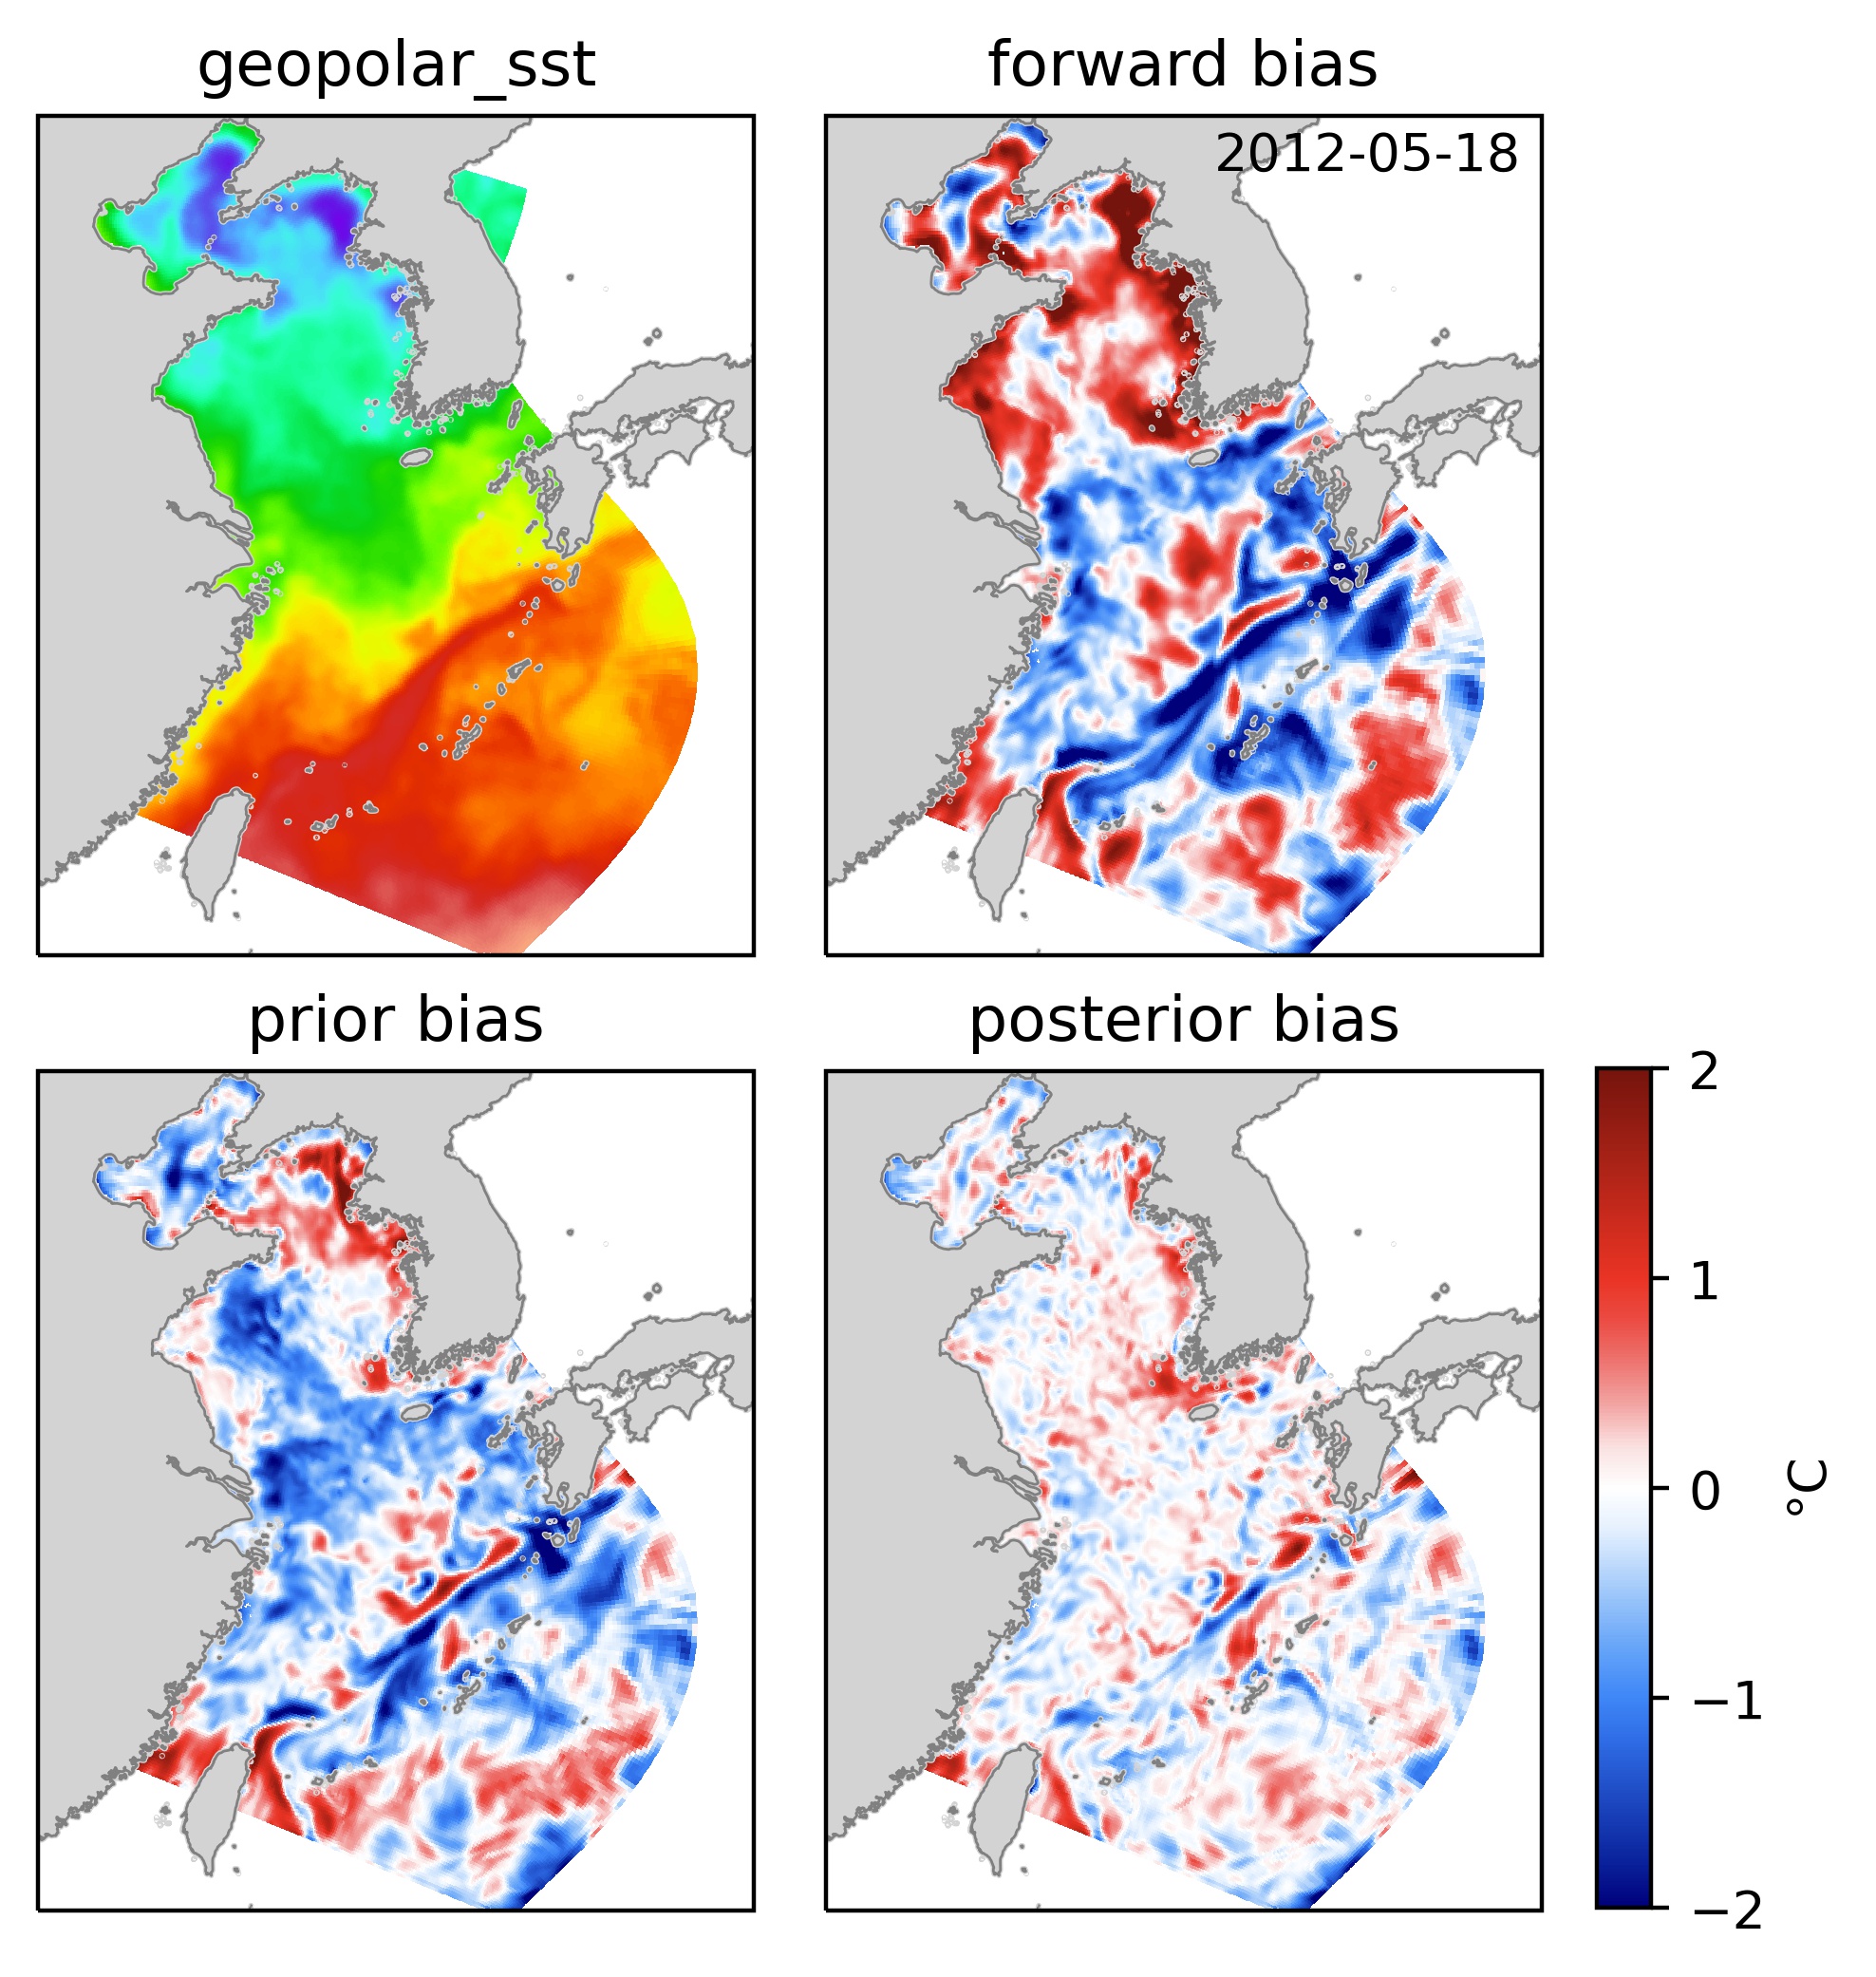 geopolar_sst
forward bias
2012-05-18
prior bias
posterior bias
2
1
0
−1
−2
°C